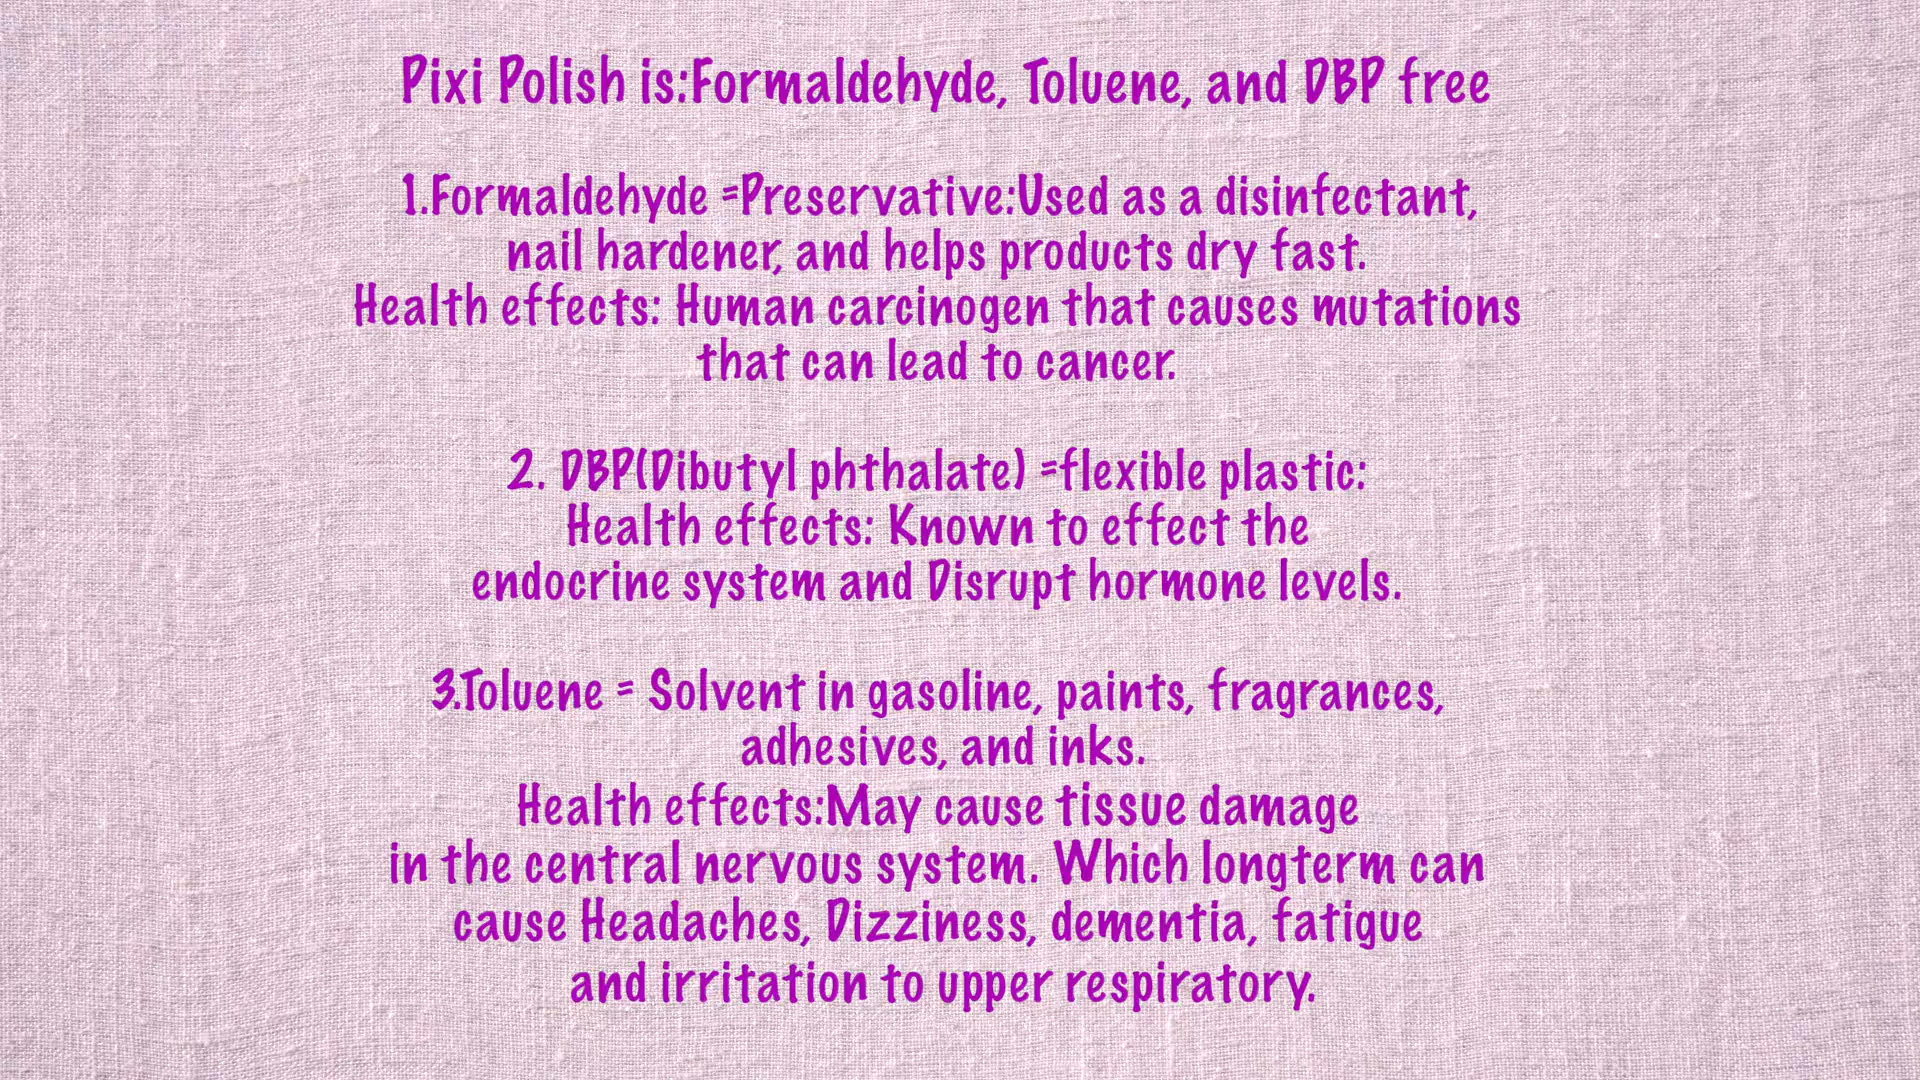 Pixi Polish is:Formaldehyde, Toluene, and DBP free
1.Formaldehyde =Preservative:Used as a disinfectant,
nail hardener, and helps products dry fast.
Health effects: Human carcinogen that causes mutations
that can lead to cancer.
2. DBP(Dibutyl phthalate) =flexible plastic:
Health effects: Known to effect the
endocrine system and Disrupt hormone levels.
3.Toluene = Solvent in gasoline, paints, fragrances,
adhesives, and inks.
Health effects:May cause tissue damage
in the central nervous system. Which longterm can
cause Headaches, Dizziness, dementia, fatigue
and irritation to upper respiratory.